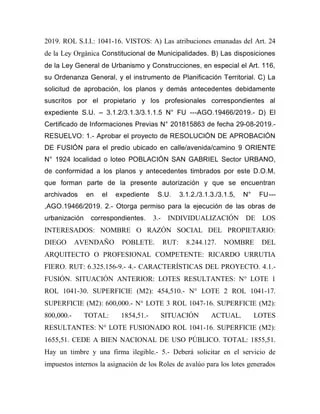 2019. ROL S.I.I.: 1041-16. VISTOS: A) Las atribuciones emanadas del Art. 24
de la Ley Orgánica Constitucional de Municipalidades. B) Las disposiciones
de la Ley General de Urbanismo y Construcciones, en especial el Art. 116,
su Ordenanza General, y el instrumento de Planificación Territorial. C) La
solicitud de aprobación, los planos y demás antecedentes debidamente
suscritos por el propietario y los profesionales correspondientes al
expediente S.U. – 3.1.2/3.1.3/3.1.1.5 N° FU ---AGO.19466/2019.- D) El
Certificado de Informaciones Previas N° 201815863 de fecha 29-08-2019.-
RESUELVO: 1.- Aprobar el proyecto de RESOLUCIÓN DE APROBACIÓN
DE FUSIÓN para el predio ubicado en calle/avenida/camino 9 ORIENTE
N° 1924 localidad o loteo POBLACIÓN SAN GABRIEL Sector URBANO,
de conformidad a los planos y antecedentes timbrados por este D.O.M,
que forman parte de la presente autorización y que se encuentran
archivados en el expediente S.U. 3.1.2./3.1.3./3.1.5, N° FU---
.AGO.19466/2019. 2.- Otorga permiso para la ejecución de las obras de
urbanización correspondientes. 3.- INDIVIDUALIZACIÓN DE LOS
INTERESADOS: NOMBRE O RAZÓN SOCIAL DEL PROPIETARIO:
DIEGO AVENDAÑO POBLETE. RUT: 8.244.127. NOMBRE DEL
ARQUITECTO O PROFESIONAL COMPETENTE: RICARDO URRUTIA
FIERO. RUT: 6.325.156-9.- 4,- CARACTERÍSTICAS DEL PROYECTO. 4.1.-
FUSIÓN. SITUACIÓN ANTERIOR: LOTES RESULTANTES: N° LOTE 1
ROL 1041-30. SUPERFICIE (M2): 454,510.- N° LOTE 2 ROL 1041-17.
SUPERFICIE (M2): 600,000.- N° LOTE 3 ROL 1047-16. SUPERFICIE (M2):
800,000.- TOTAL: 1854,51.- SITUACIÓN ACTUAL. LOTES
RESULTANTES: N° LOTE FUSIONADO ROL 1041-16. SUPERFICIE (M2):
1655,51. CEDE A BIEN NACIONAL DE USO PÚBLICO. TOTAL: 1855,51.
Hay un timbre y una firma ilegible.- 5.- Deberá solicitar en el servicio de
impuestos internos la asignación de los Roles de avalúo para los lotes generados